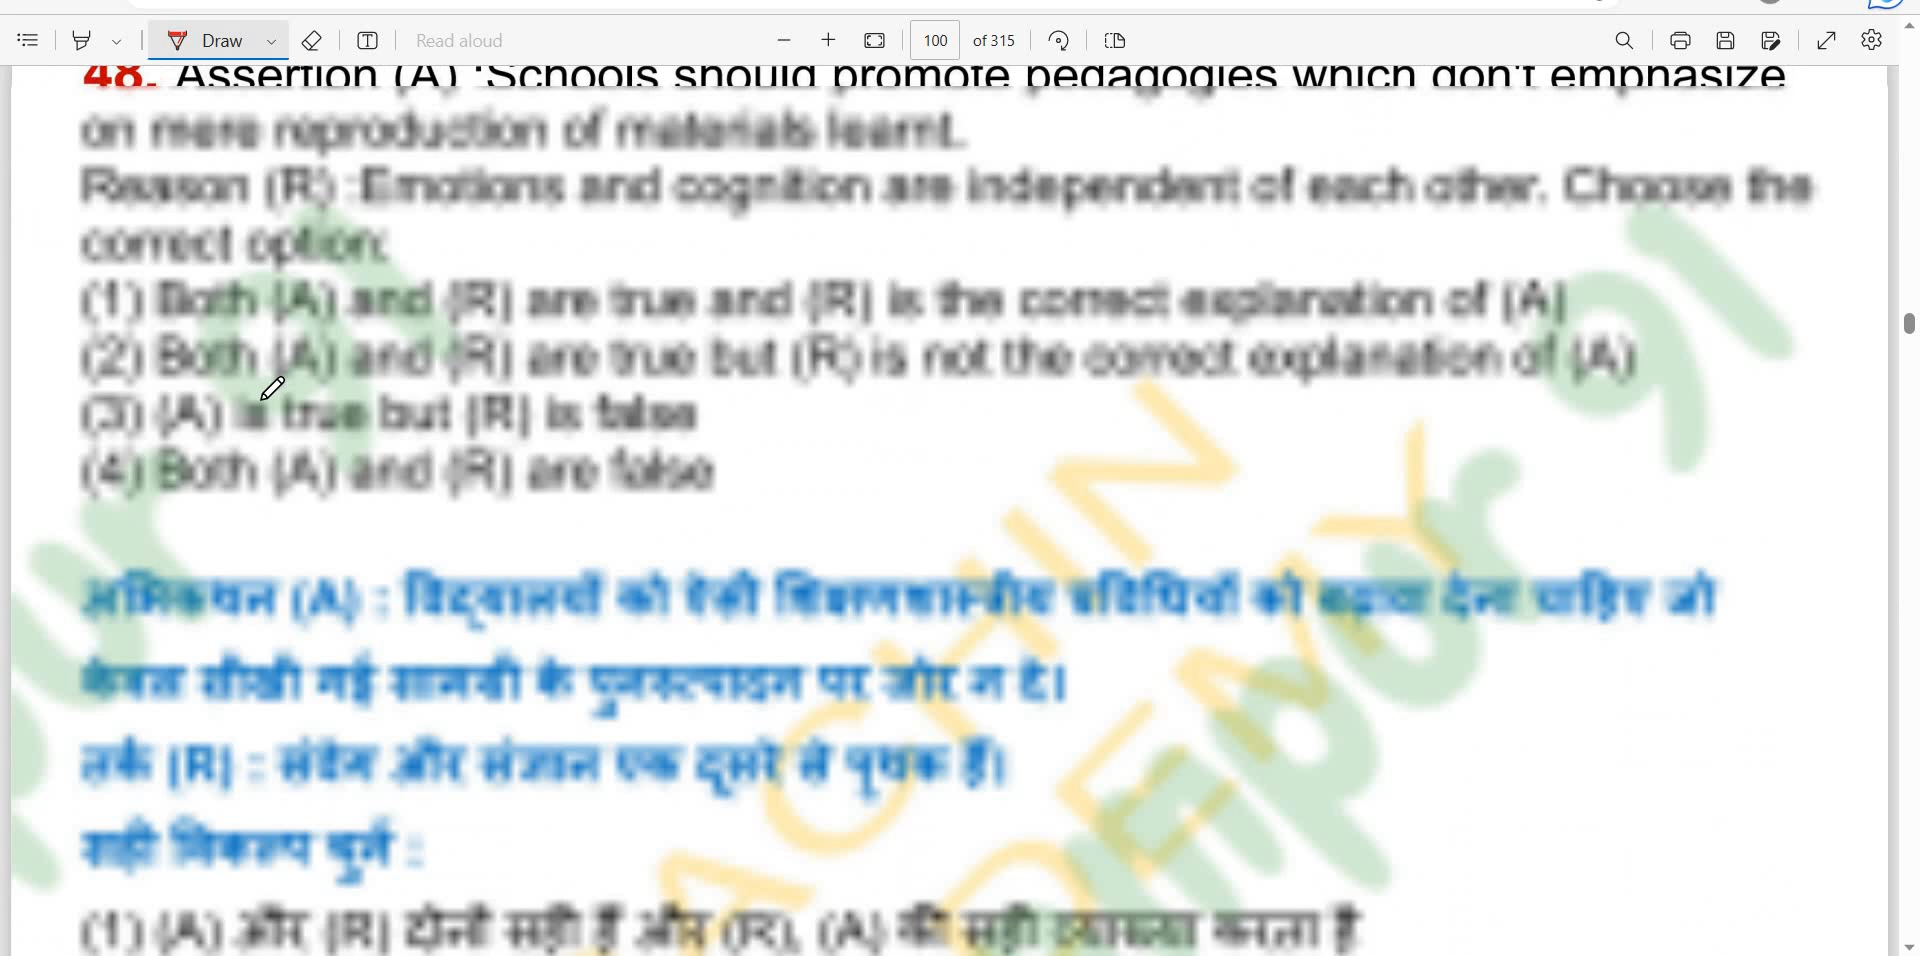 Draw
Read aloud
100 of 315
48. Assertion (A) :Schools should promote pedagogies which don't emphasize
on mere reproduction of materials learnt.
Reason (R) :Emotions and cognition are independent of each other. Choose the
correct option:
(1) Both (A) and (R) are true and (R) is the correct explanation of (A)
(2) Both (A) and (R) are true but (R) is not the correct explanation of (A)
(3) (A) is true but (R) is false
(4) Both (A) and (R) are false
अभिकथन (A) : विद्यालयों को ऐसी शिक्षणशास्त्रीय प्रविधियों को बढ़ावा देना चाहिए जो
केवल सीखी गई सामग्री के पुनरुत्पादन पर जोर न दे।
तर्क (R) : संवेग और संज्ञान एक दूसरे से पृथक हैं।
सही विकल्प चुनें :
(1) (A) और (R) दोनों सही हैं और (R), (A) की सही व्याख्या करता है